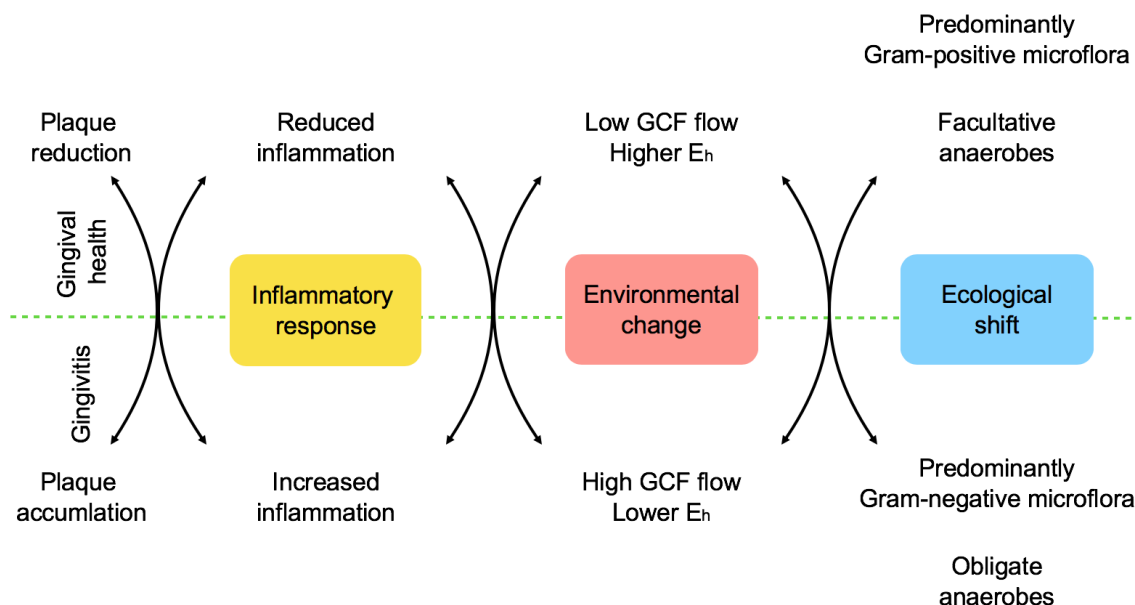 Predominantly
Gram-positive microflora
Plaque
reduction
Reduced
inflammation
Low GCF flow
Higher Eh
Facultative
anaerobes
Gingival
health
Inflammatory
response
Environmental
change
Ecological
shift
Gingivitis
Plaque
accumlation
Increased
inflammation
High GCF flow
Lower Eh
Predominantly
Gram-negative microflora
Obligate
anaerobes